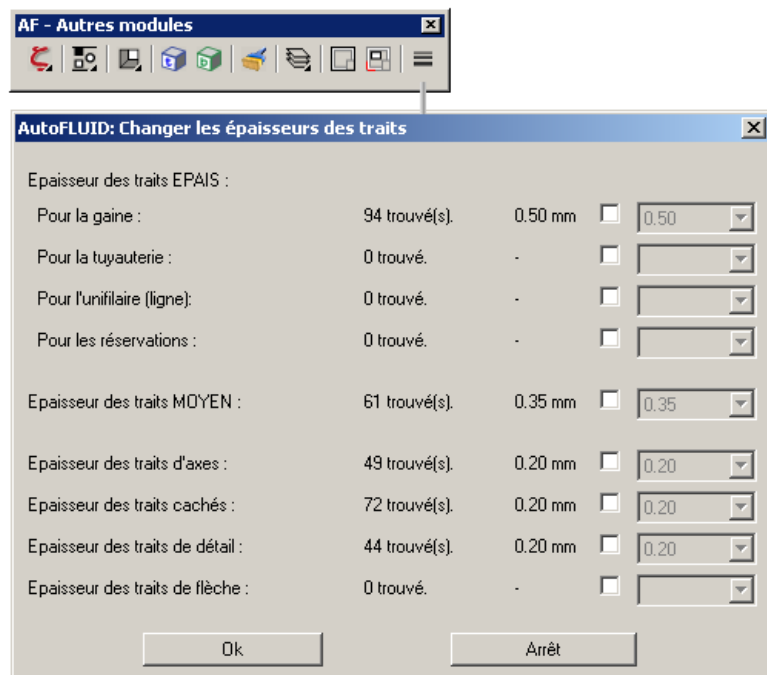 AF - Autres modules
AutoFLUID: Changer les épaisseurs des traits
Epaisseur des traits EPAIS :
Pour la gaine : 94 trouvé(s). 0.50 mm 0.50
Pour la tuyauterie : 0 trouvé. -
Pour l'unifilaire (ligne): 0 trouvé. -
Pour les réservations : 0 trouvé. -
Epaisseur des traits MOYEN : 61 trouvé(s). 0.35 mm 0.35
Epaisseur des traits d'axes : 49 trouvé(s). 0.20 mm 0.20
Epaisseur des traits cachés : 72 trouvé(s). 0.20 mm 0.20
Epaisseur des traits de détail : 44 trouvé(s). 0.20 mm 0.20
Epaisseur des traits de flèche : 0 trouvé. -
Ok Arrêt